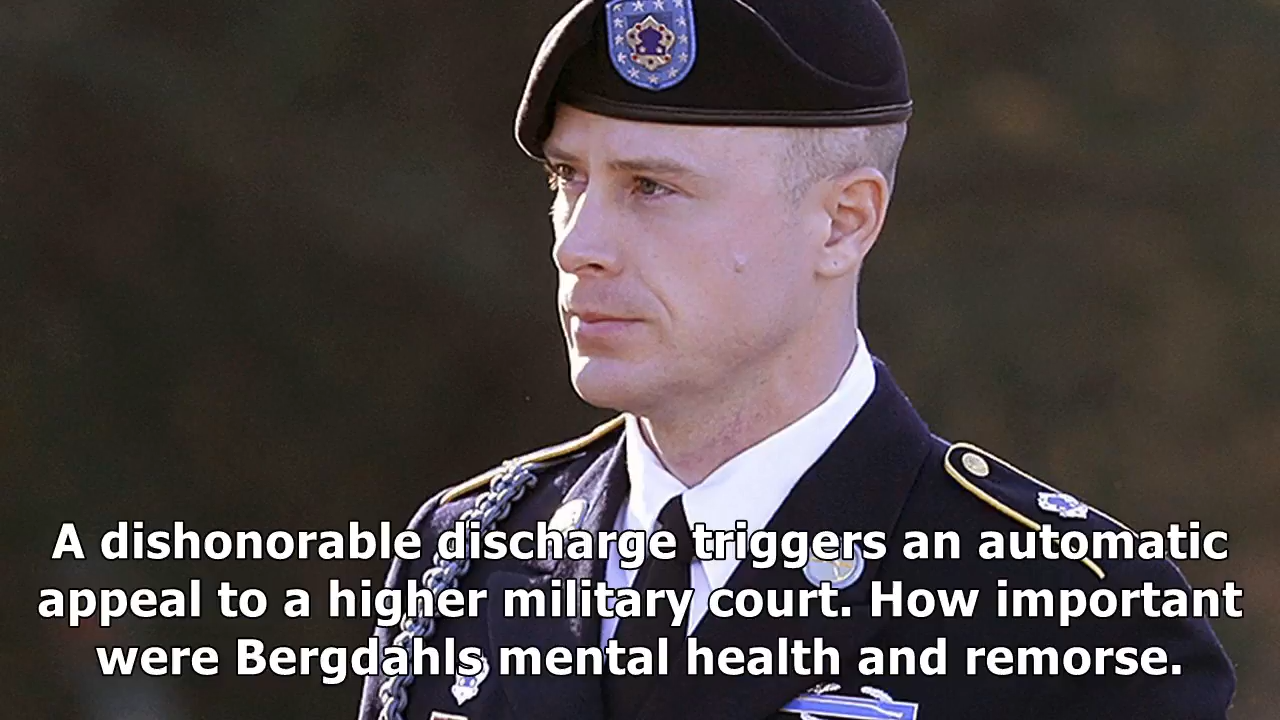 A dishonorable discharge triggers an automatic
appeal to a higher military court. How important
were Bergdahls mental health and remorse.